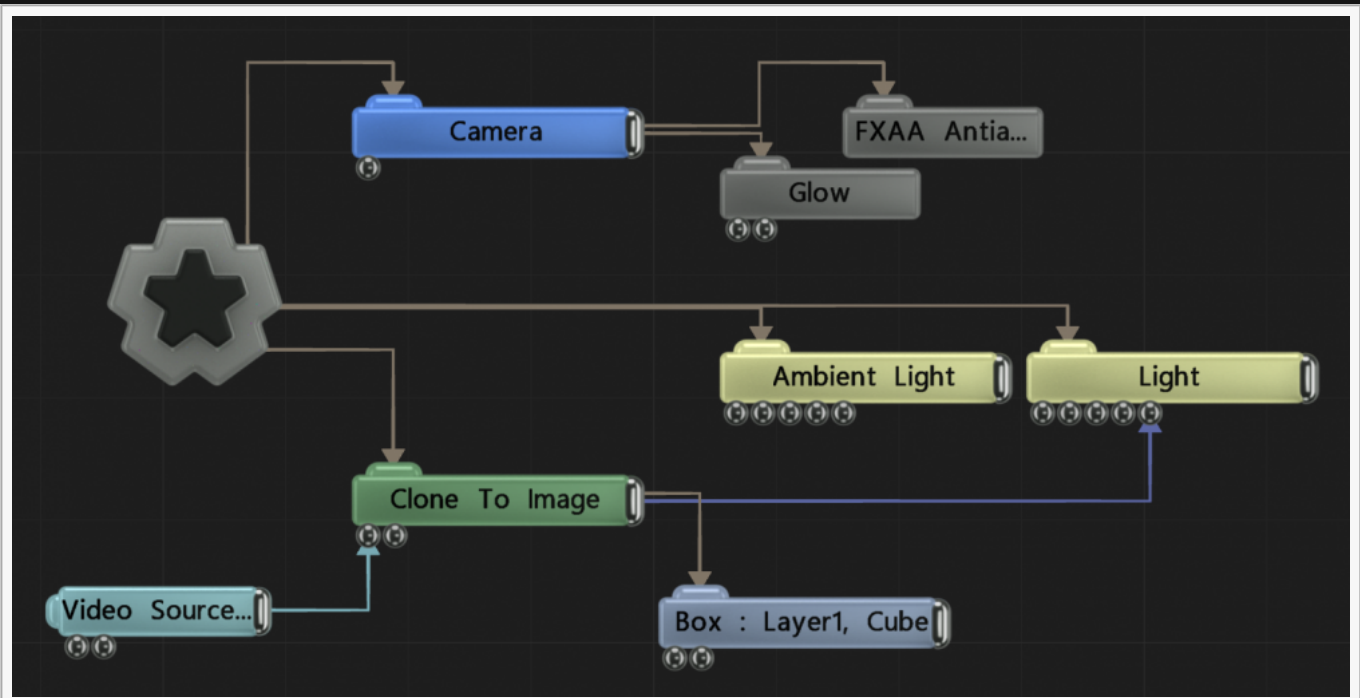 Camera
FXAA Antia...
Glow
Ambient Light
Light
Clone To Image
Video Source...
Box : Layer1, Cube